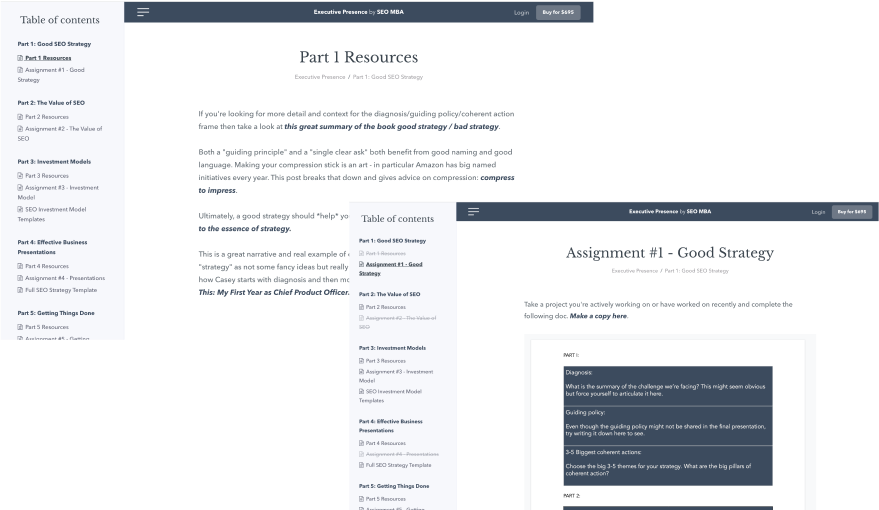 Table of contents
Part 1: Good SEO Strategy
Part 1 Resources
Assignment #1 - Good
Strategy
Part 2: The Value of SEO
Part 2 Resources
Assignment #2 - The Value of
SEO
Part 3: Investment Models
Part 3 Resources
Assignment #3 - Investment
Model
SEO Investment Model
Templates
Part 4: Effective Business
Presentations
Part 4 Resources
Assignment #4 - Presentations
Full SEO Strategy Template
Part 5: Getting Things Done
Part 5 Resources
Assignment #5 - Getting
Executive Presence by SEO MBA
Login
Buy for $695
Part 1 Resources
Executive Presence / Part 1: Good SEO Strategy
If you're looking for more detail and context for the diagnosis/guiding policy/coherent action
frame then take a look at this great summary of the book good strategy / bad strategy.
Both a "guiding principle" and a "single clear ask" both benefit from good naming and good
language. Making your compression stick is an art - in particular Amazon has big named
initiatives every year. This post breaks that down and gives advice on compression: compress
to impress.
Ultimately, a good strategy should *help* yo
to the essence of strategy.
This is a great narrative and real example of
"strategy" as not some fancy ideas but really
how Casey starts with diagnosis and then mo
This: My First Year as Chief Product Officer.
Table of contents
Part 1: Good SEO Strategy
Part 1 Resources
Assignment #1 - Good
Strategy
Part 2: The Value of SEO
Part 2 Resources
Assignment #2 - The Value of
SEO
Part 3: Investment Models
Part 3 Resources
Assignment #3 - Investment
Model
SEO Investment Model
Templates
Part 4: Effective Business
Presentations
Part 4 Resources
Assignment #4 - Presentations
Full SEO Strategy Template
Part 5: Getting Things Done
Part 5 Resources
Assignment #5 - Getting
Executive Presence by SEO MBA
Login
Buy for $695
Assignment #1 - Good Strategy
Executive Presence / Part 1: Good SEO Strategy
Take a project you're actively working on or have worked on recently and complete the
following doc. Make a copy here.
PART 1:
Diagnosis:
What is the summary of the challenge we're facing? This might seem obvious
but force yourself to articulate it here.
Guiding policy:
Even though the guiding policy might not be shared in the final presentation,
try writing it down here to see.
3-5 Biggest coherent actions:
Choose the big 3-5 themes for your strategy. What are the big pillars of
coherent action?
PART 2: